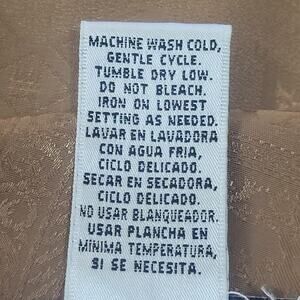 MACHINE WASH COLD,
GENTLE CYCLE.
TUMBLE DRY LOW.
DO NOT BLEACH.
IRON ON LOWEST
SETTING AS NEEDED.
LAVAR EN LAVADORA
CON AGUA FRIA,
CICLO DELICADO.
SECAR EN SECADORA,
CICLO DELICADO.
NO USAR BLANQUEADOR.
USAR PLANCHA EN
MINIMA TEMPERATURA,
SI SE NECESITA.